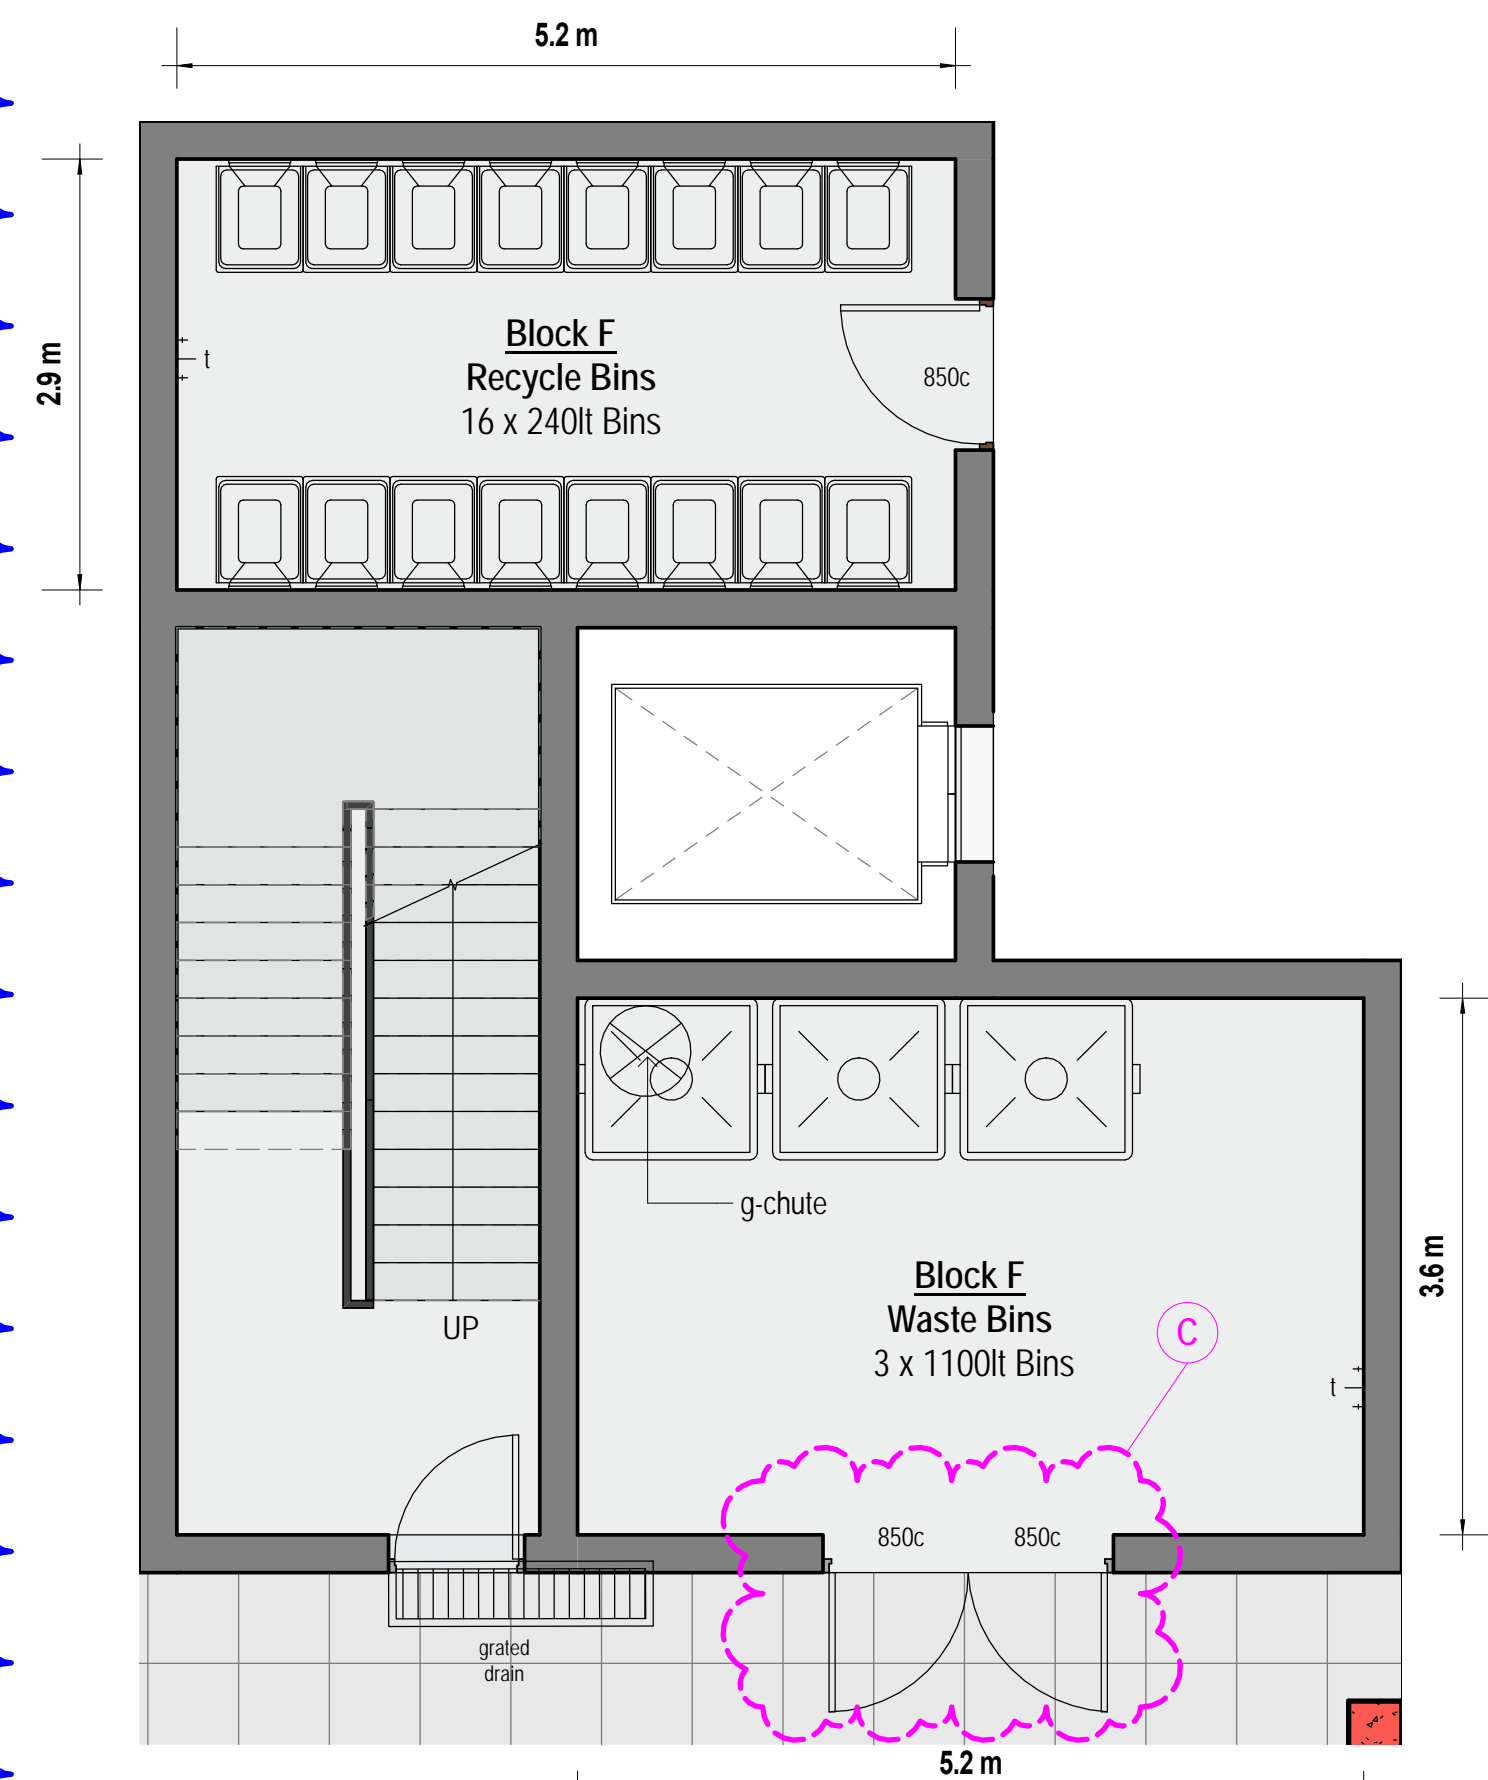 5.2 m
2.9 m
Block F
Recycle Bins
16 x 240lt Bins
850c
t
g-chute
UP
Block F
Waste Bins
3 x 1100lt Bins
C
t
3.6 m
850c
850c
grated
drain
5.2 m